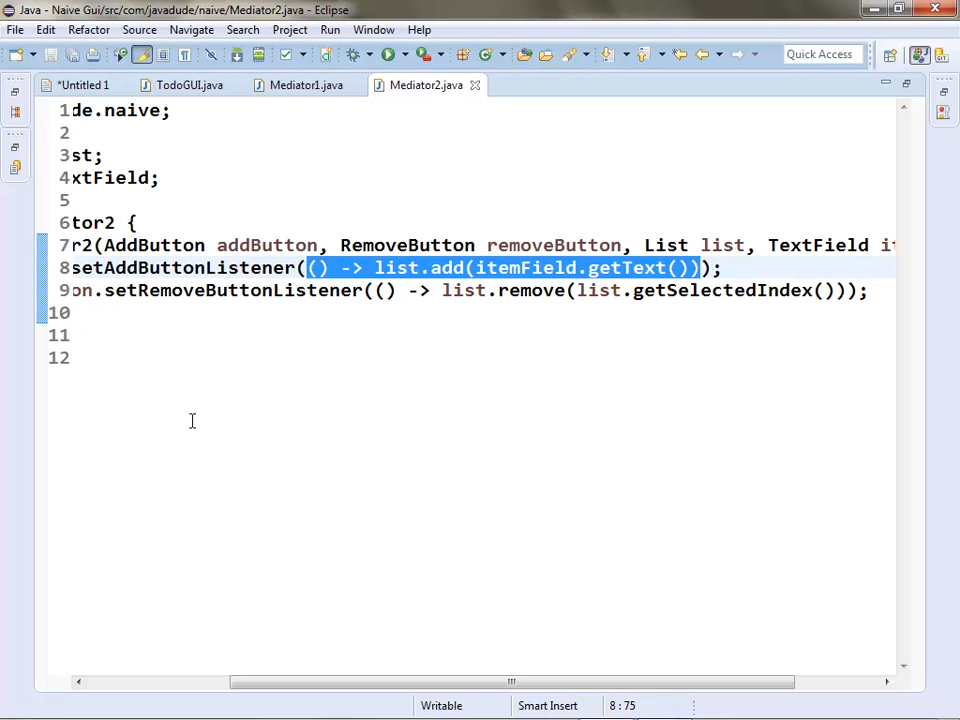 Java - Naive Gui/src/com/javadude/naive/Mediator2.java - Eclipse
File Edit Refactor Source Navigate Search Project Run Window Help
Quick Access
*Untitled 1 TodoGUI.java Mediator1.java Mediator2.java
1 de.naive;
2
3 st;
4 xtField;
5
6 tor2 {
7 r2(AddButton addButton, RemoveButton removeButton, List list, TextField it
8 setAddButtonListener(() -> list.add(itemField.getText()));
9 on.setRemoveButtonListener(() -> list.remove(list.getSelectedIndex()));
10
11
12
Writable Smart Insert 8 : 75